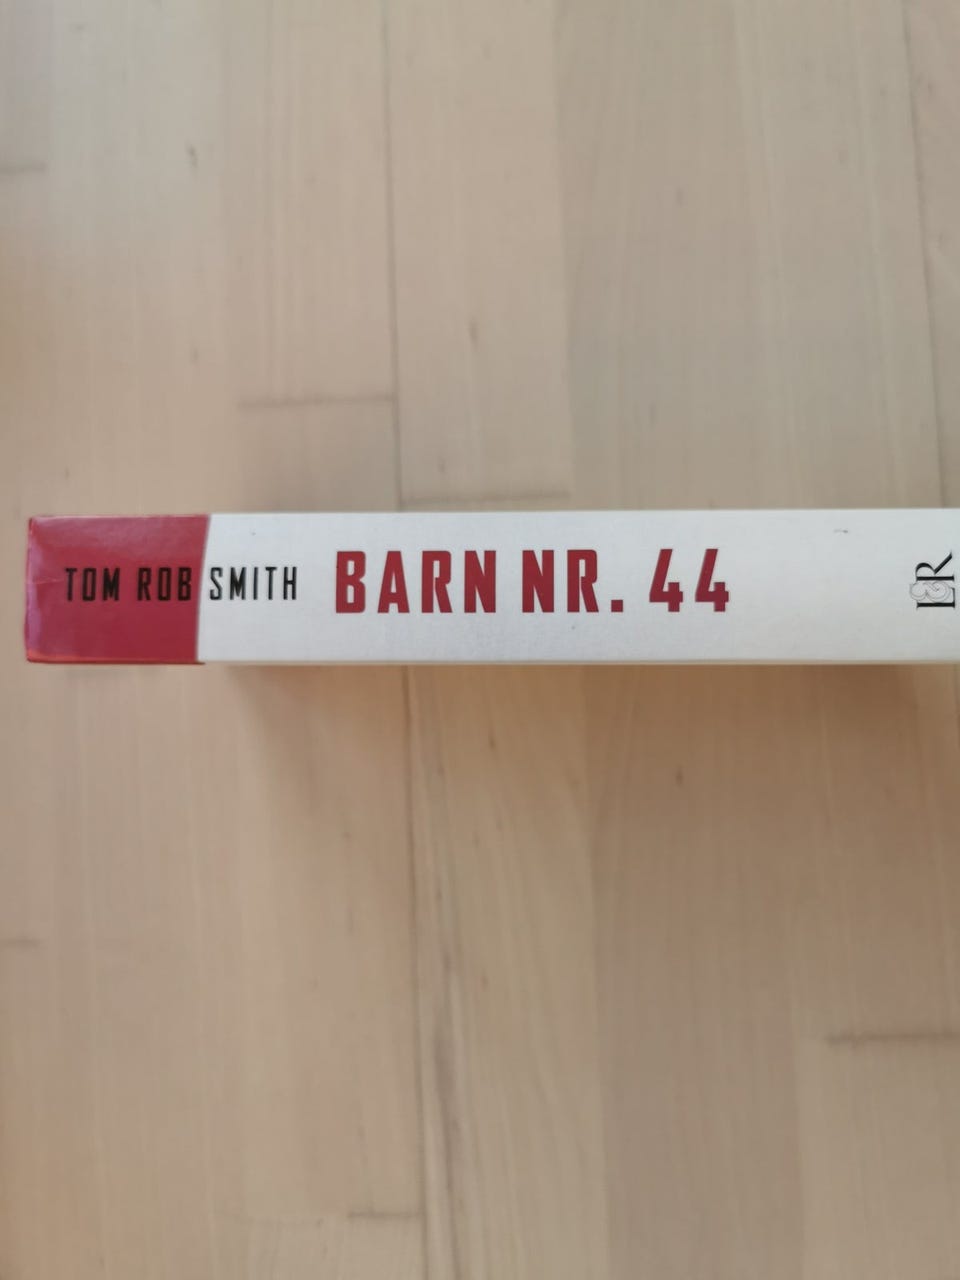 TOM ROB SMITH BARN NR. 44
L&R